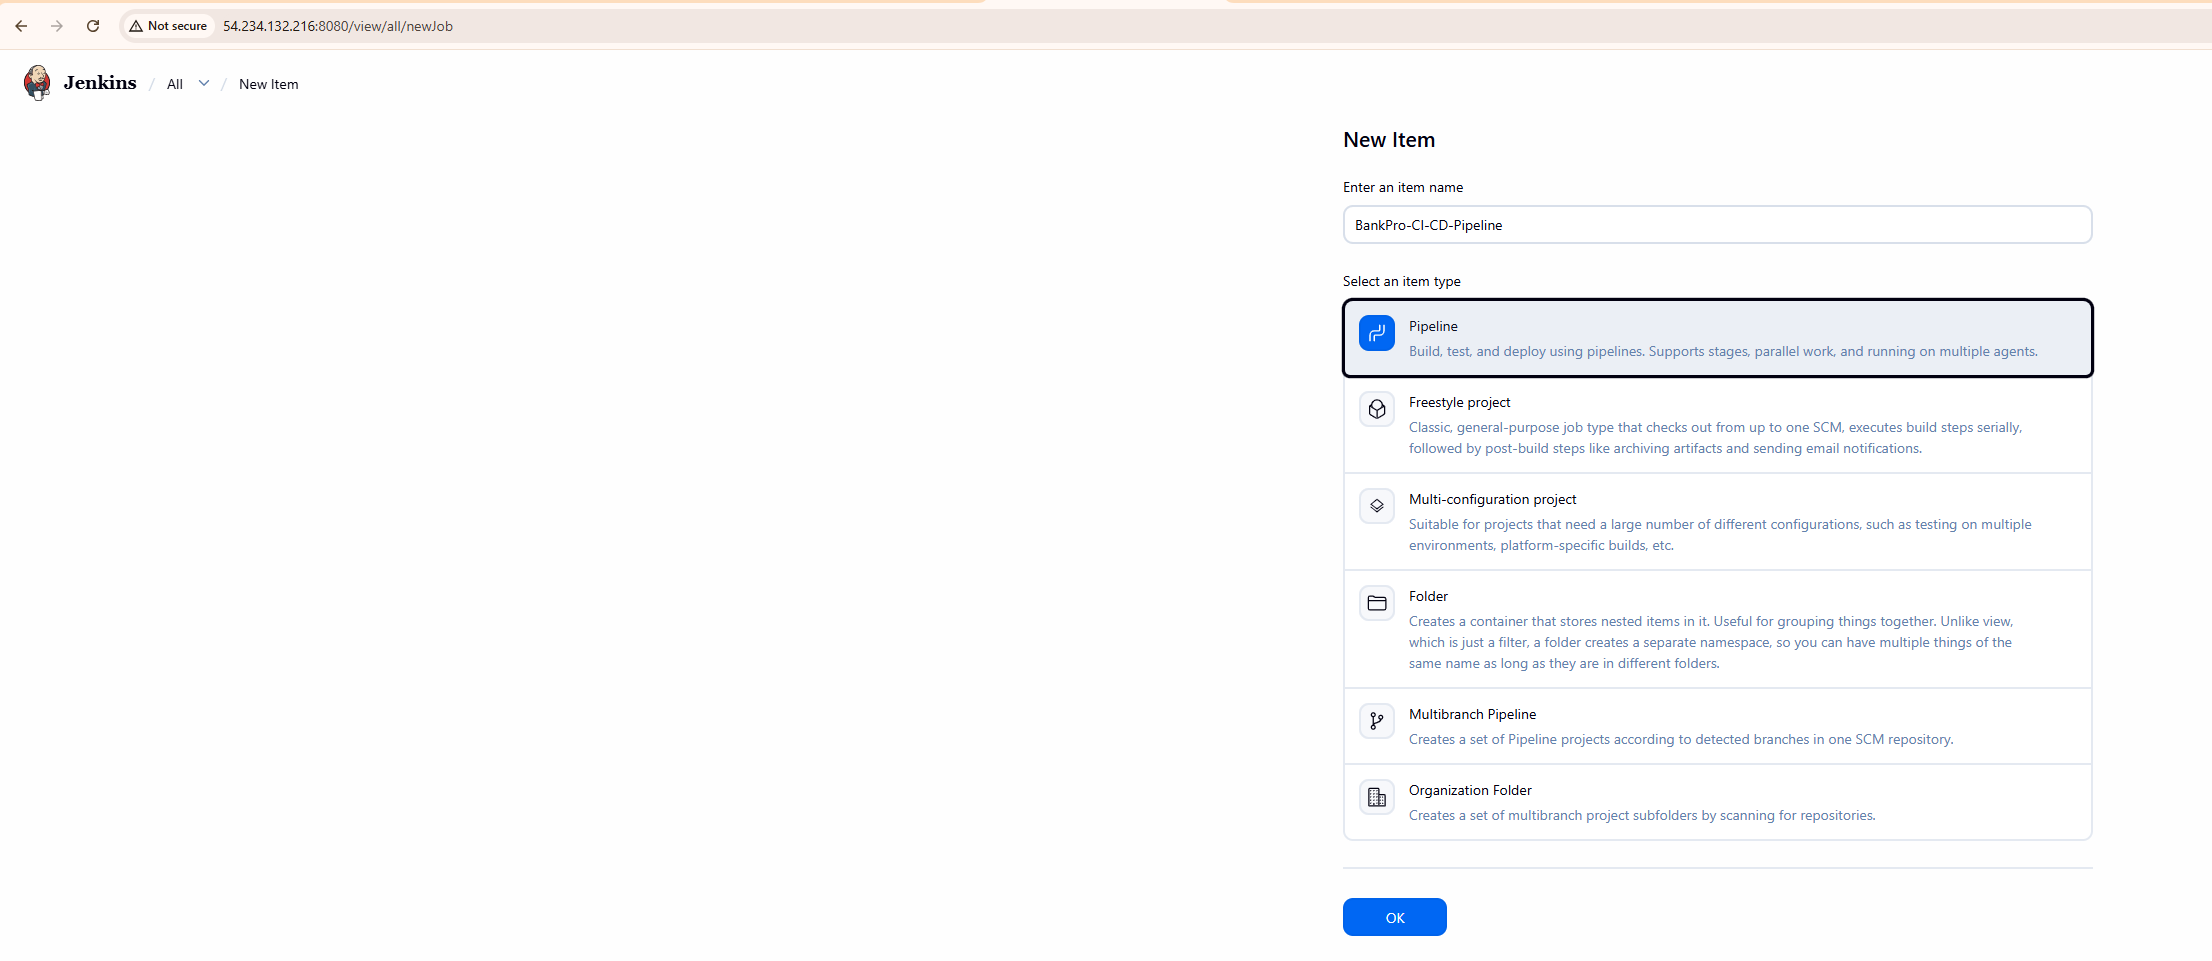 Not secure 54.234.132.216:8080/view/all/newJob
Jenkins / All / New Item
New Item
Enter an item name
BankPro-CI-CD-Pipeline
Select an item type
Pipeline
Build, test, and deploy using pipelines. Supports stages, parallel work, and running on multiple agents.
Freestyle project
Classic, general-purpose job type that checks out from up to one SCM, executes build steps serially,
followed by post-build steps like archiving artifacts and sending email notifications.
Multi-configuration project
Suitable for projects that need a large number of different configurations, such as testing on multiple
environments, platform-specific builds, etc.
Folder
Creates a container that stores nested items in it. Useful for grouping things together. Unlike view,
which is just a filter, a folder creates a separate namespace, so you can have multiple things of the
same name as long as they are in different folders.
Multibranch Pipeline
Creates a set of Pipeline projects according to detected branches in one SCM repository.
Organization Folder
Creates a set of multibranch project subfolders by scanning for repositories.
OK